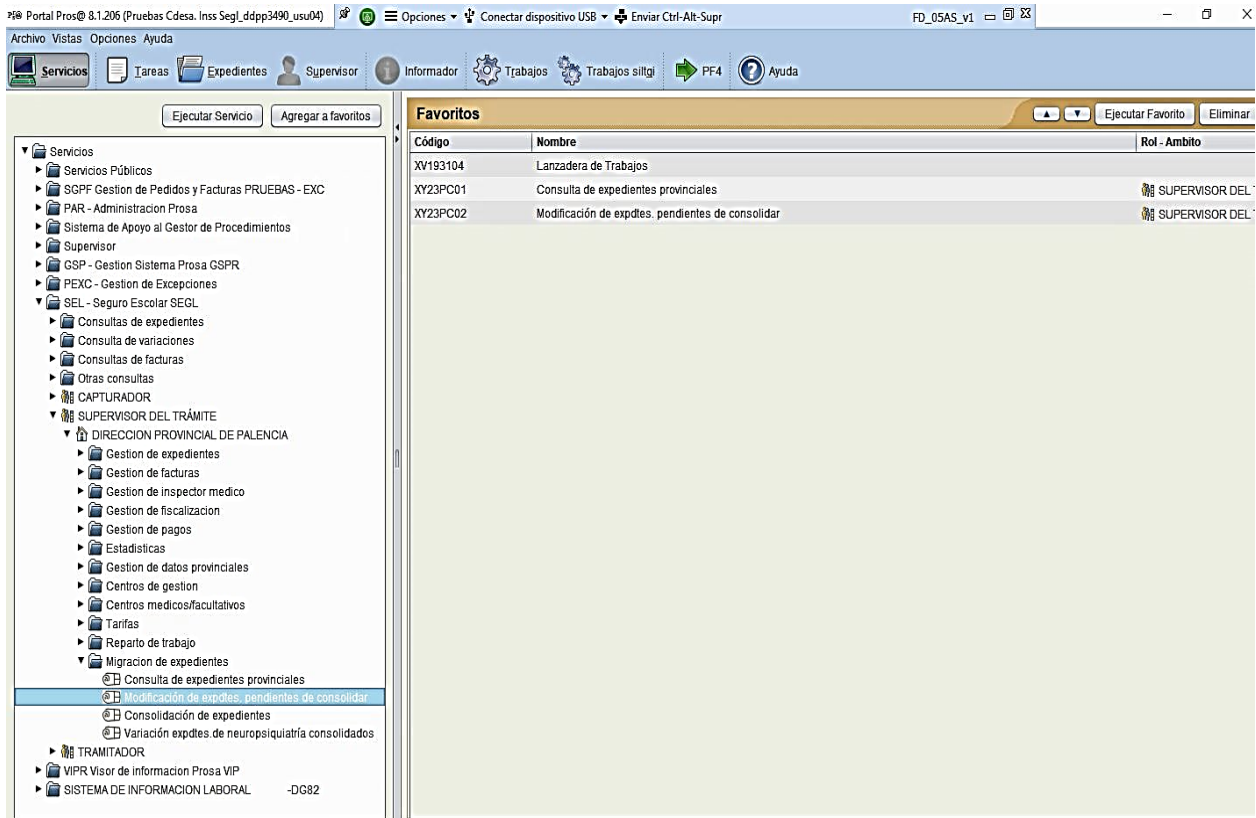 Portal Pros@ 8.1.206 (Pruebas Cdesa. Inss Segl_ddpp3490_usu04) Opciones Conectar dispositivo USB Enviar Ctrl-Alt-Supr FD_05AS_v1
Archivo Vistas Opciones Ayuda
Servicios Tareas Expedientes Supervisor Informador Trabajos Trabajos siltgi PF4 Ayuda
Ejecutar Servicio Agregar a favoritos
Favoritos Ejecutar Favorito Eliminar
Código Nombre Rol - Ambito
XV193104 Lanzadera de Trabajos
XY23PC01 Consulta de expedientes provinciales SUPERVISOR DEL
XY23PC02 Modificación de expdtes. pendientes de consolidar SUPERVISOR DEL
Servicios
Servicios Públicos
SGPF Gestion de Pedidos y Facturas PRUEBAS - EXC
PAR - Administracion Prosa
Sistema de Apoyo al Gestor de Procedimientos
Supervisor
GSP - Gestion Sistema Prosa GSPR
PEXC - Gestion de Excepciones
SEL - Seguro Escolar SEGL
Consultas de expedientes
Consulta de variaciones
Consultas de facturas
Otras consultas
CAPTURADOR
SUPERVISOR DEL TRÁMITE
DIRECCION PROVINCIAL DE PALENCIA
Gestion de expedientes
Gestion de facturas
Gestion de inspector medico
Gestion de fiscalizacion
Gestion de pagos
Estadisticas
Gestion de datos provinciales
Centros de gestion
Centros medicos/facultativos
Tarifas
Reparto de trabajo
Migracion de expedientes
Consulta de expedientes provinciales
Modificación de expdtes. pendientes de consolidar
Consolidación de expedientes
Variación expdtes.de neuropsiquiatría consolidados
TRAMITADOR
VIPR Visor de informacion Prosa VIP
SISTEMA DE INFORMACION LABORAL -DG82